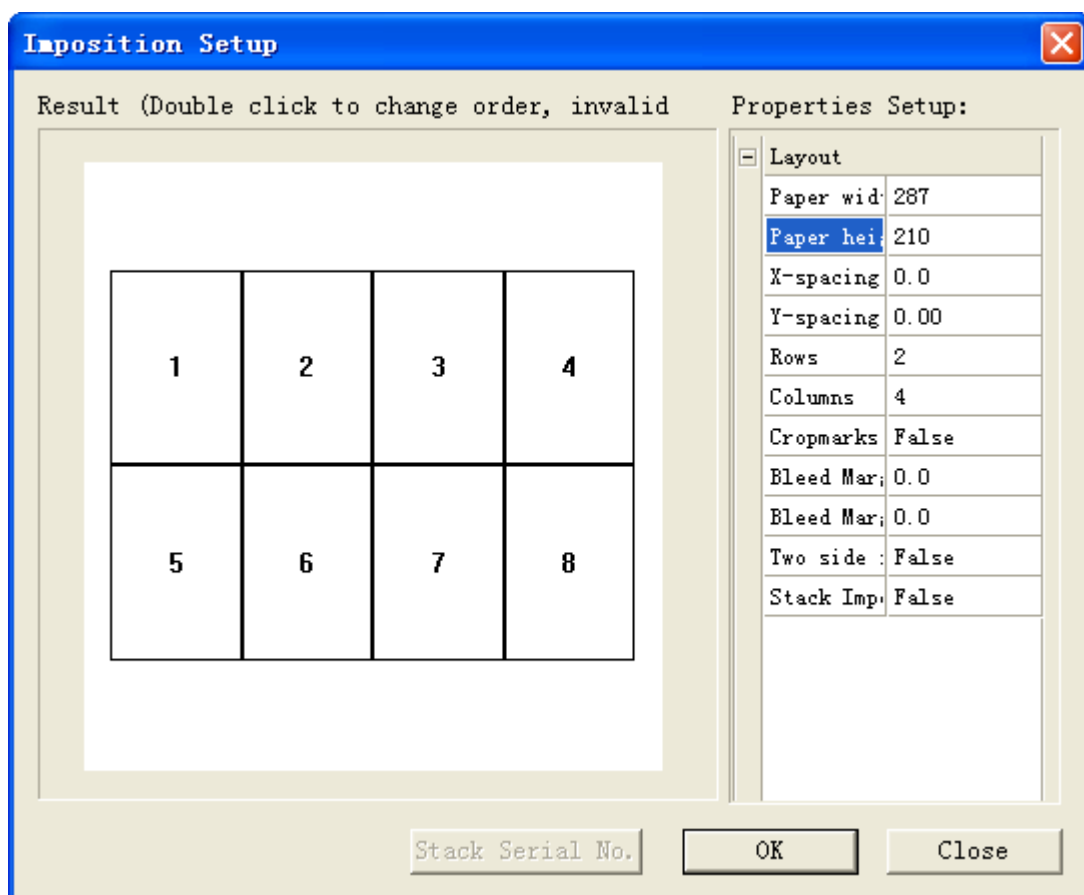 Imposition Setup
Result (Double click to change order, invalid
Properties Setup:
Layout
Paper wid 287
Paper hei 210
X-spacing 0.0
Y-spacing 0.00
Rows 2
Columns 4
Cropmarks False
Bleed Mar 0.0
Bleed Mar 0.0
Two side False
Stack Imp False
1 2 3 4
5 6 7 8
Stack Serial No. OK Close